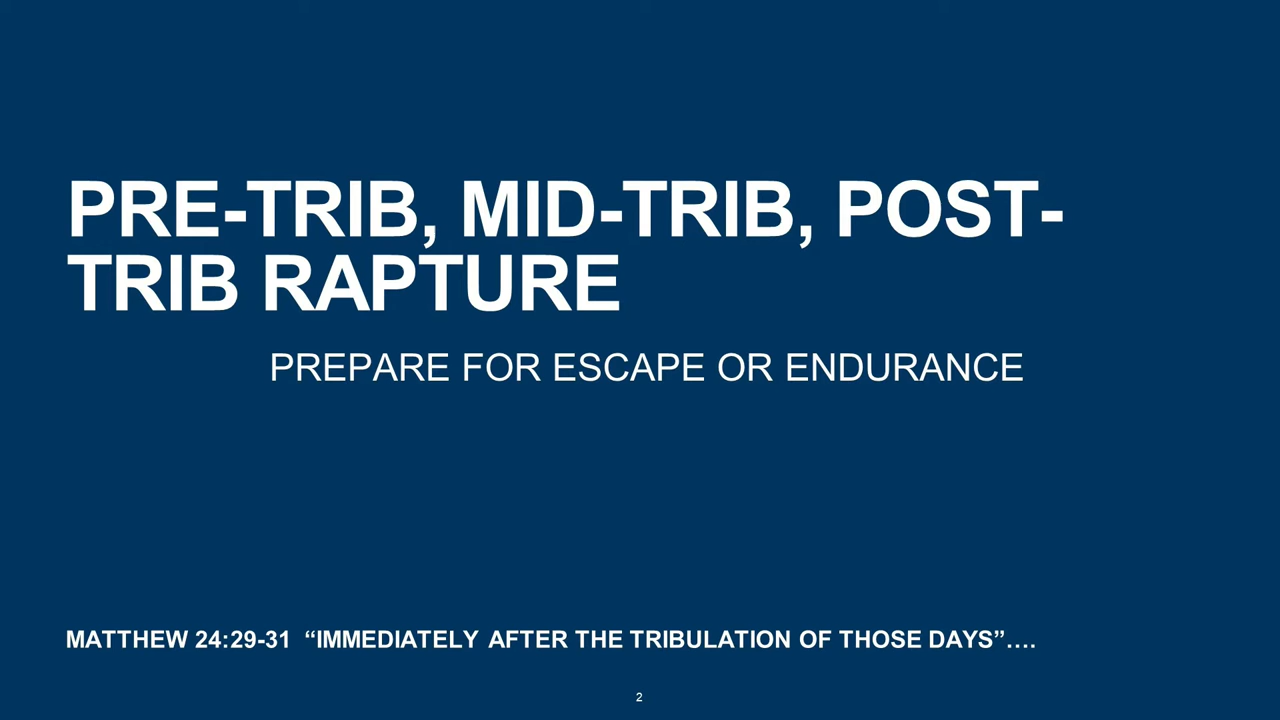 PRE-TRIB, MID-TRIB, POST-
TRIB RAPTURE
PREPARE FOR ESCAPE OR ENDURANCE
MATTHEW 24:29-31 “IMMEDIATELY AFTER THE TRIBULATION OF THOSE DAYS”….
2